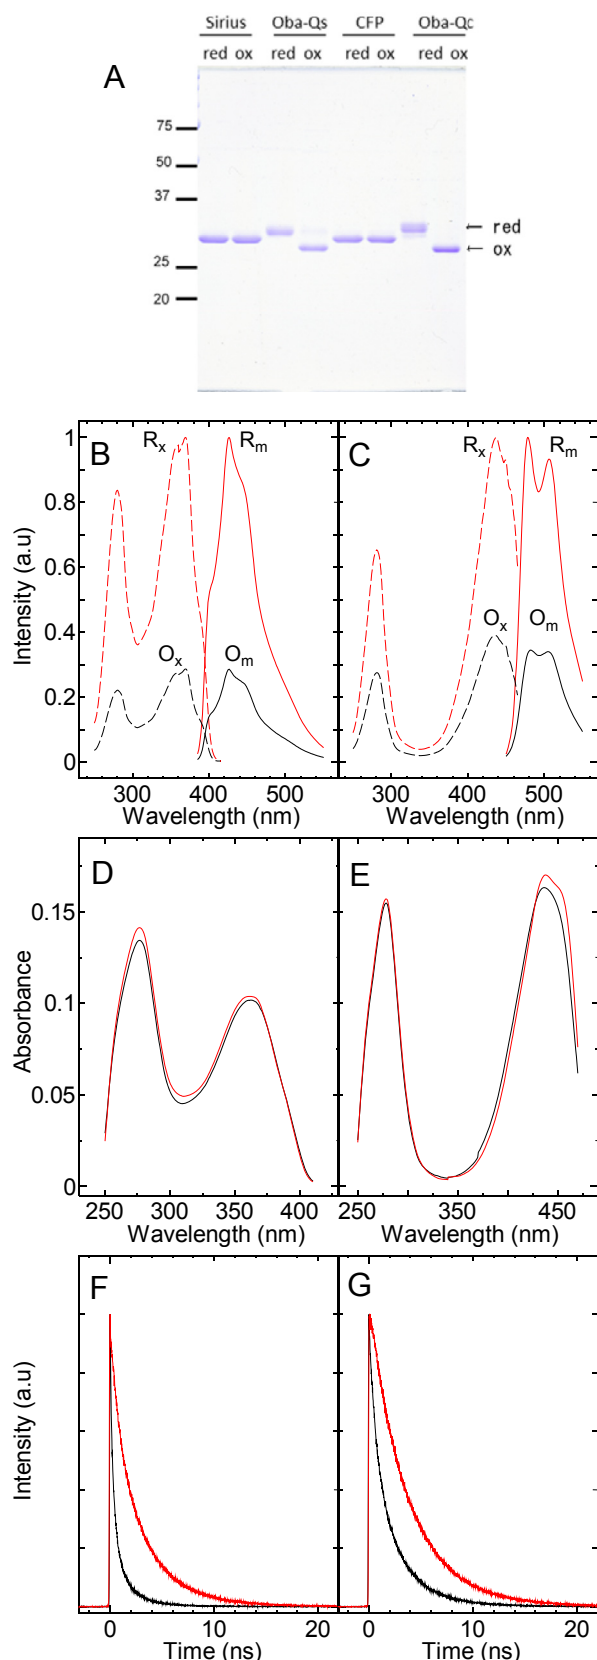 Sirius Oba-Qs CFP Oba-Qc
red ox red ox red ox red ox
A
75
50
37
← red
← ox
25
20
1 B Rx Rm Rx C Rm
0.8
0.6
Intensity (a.u)
0.4
Ox Om Ox Om
0.2
0
300 400 500 400 500
Wavelength (nm) Wavelength (nm)
D E
0.15
0.1
Absorbance
0.05
0
250 300 350 400 250 350 450
Wavelength (nm) Wavelength (nm)
F G
Intensity (a.u)
0 10 20 0 10 20
Time (ns) Time (ns)